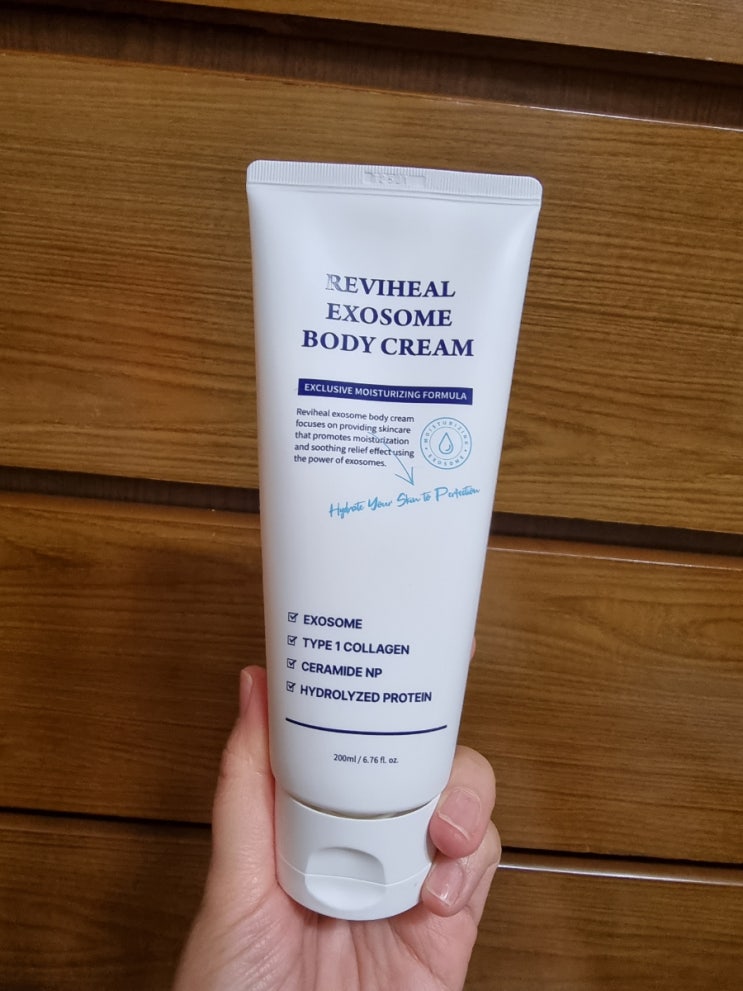 REVIHEAL
EXOSOME
BODY CREAM
EXCLUSIVE MOISTURIZING FORMULA
Reviheal exosome body cream
focuses on providing skincare
that promotes moisturization
and soothing relief effect using
the power of exosomes.
MOISTURIZING
EXOSOME
Hydrate Your Skin to Perfection
EXOSOME
TYPE 1 COLLAGEN
CERAMIDE NP
HYDROLYZED PROTEIN
200ml / 6.76 fl. oz.